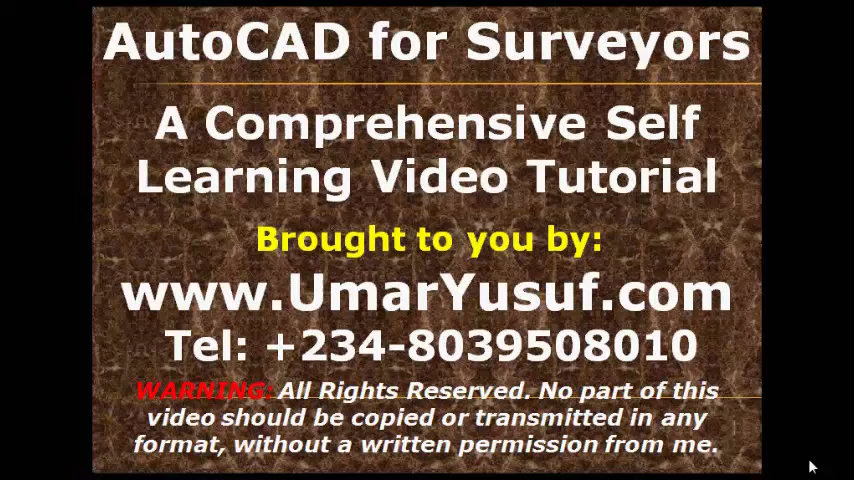 AutoCAD for Surveyors
A Comprehensive Self
Learning Video Tutorial
Brought to you by:
www.UmarYusuf.com
Tel: +234-8039508010
WARNING: All Rights Reserved. No part of this
video should be copied or transmitted in any
format, without a written permission from me.